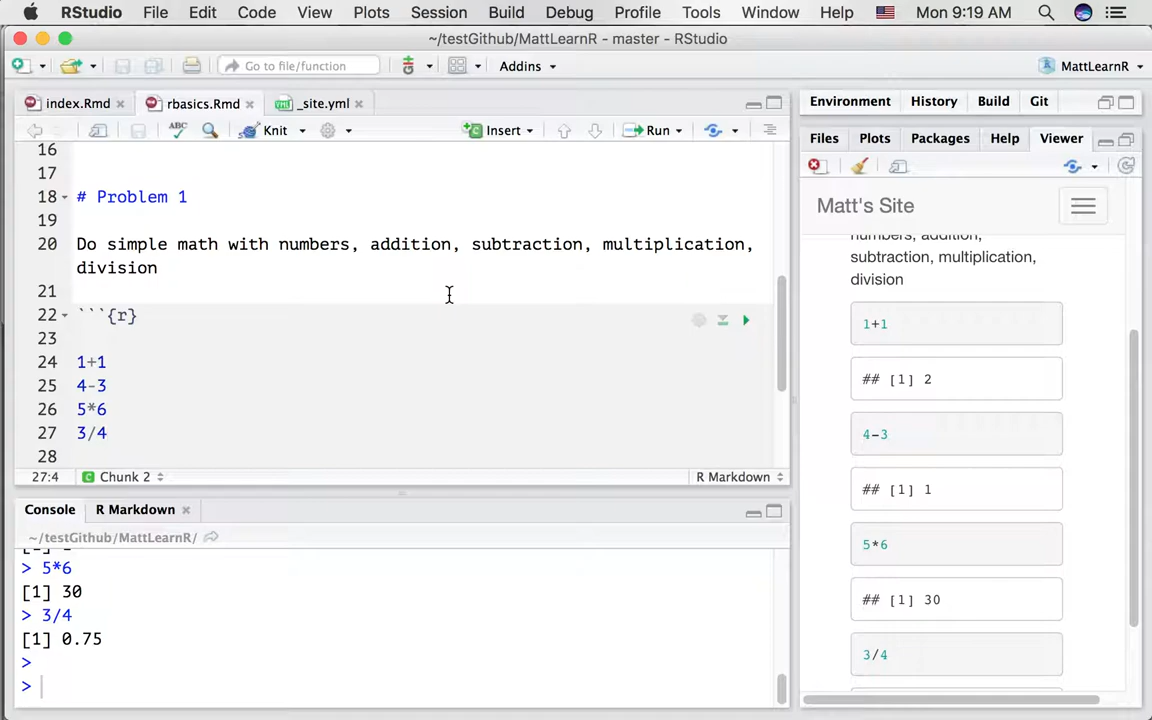 RStudio File Edit Code View Plots Session Build Debug Profile Tools Window Help Mon 9:19 AM
~/testGithub/MattLearnR - master - RStudio
Go to file/function Addins MattLearnR
index.Rmd rbasics.Rmd _site.yml
ABC Knit Insert Run
16
17
18 # Problem 1
19
20 Do simple math with numbers, addition, subtraction, multiplication,
division
21
22 ```{r}
23
24 1+1
25 4-3
26 5*6
27 3/4
28
27:4 Chunk 2 R Markdown
Console R Markdown
~/testGithub/MattLearnR/
> 5*6
[1] 30
> 3/4
[1] 0.75
>
>
Environment History Build Git
Files Plots Packages Help Viewer
Matt's Site
numbers, addition,
subtraction, multiplication,
division
1+1
## [1] 2
4-3
## [1] 1
5*6
## [1] 30
3/4